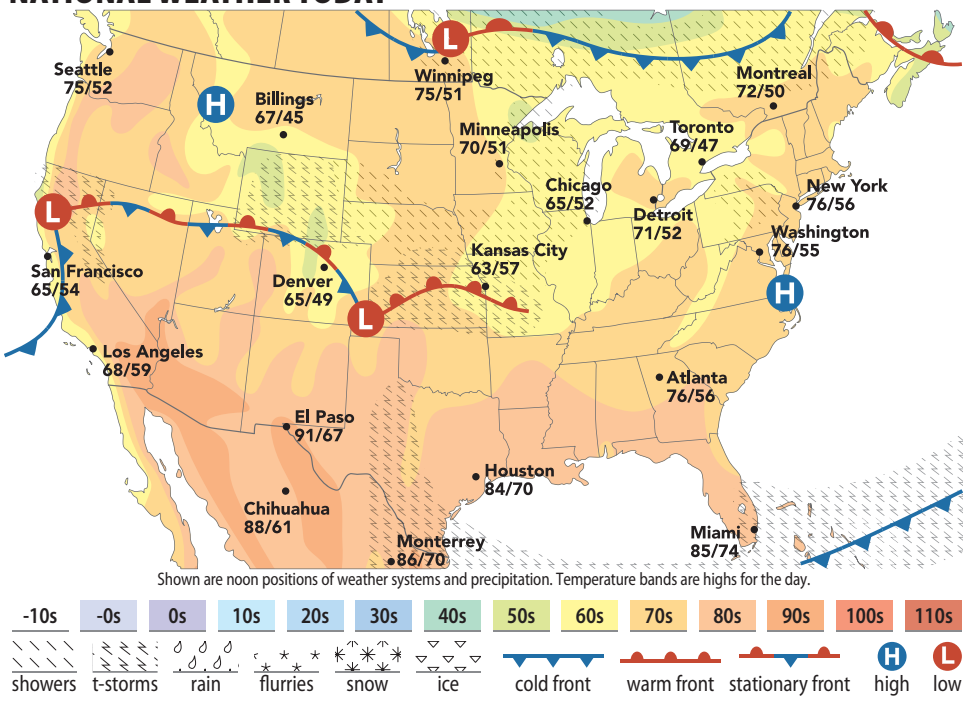 NATIONAL WEATHER TODAY
L
Seattle
75/52
H
Billings
67/45
Winnipeg
75/51
Montreal
72/50
Minneapolis
70/51
Toronto
69/47
Chicago
65/52
Detroit
71/52
New York
76/56
Washington
76/55
L
San Francisco
65/54
Denver
65/49
Kansas City
63/57
H
L
Los Angeles
68/59
Atlanta
76/56
El Paso
91/67
Houston
84/70
Chihuahua
88/61
Monterrey
86/70
Miami
85/74
Shown are noon positions of weather systems and precipitation. Temperature bands are highs for the day.
-10s -0s 0s 10s 20s 30s 40s 50s 60s 70s 80s 90s 100s 110s
H L
showers t-storms rain flurries snow ice cold front warm front stationary front high low